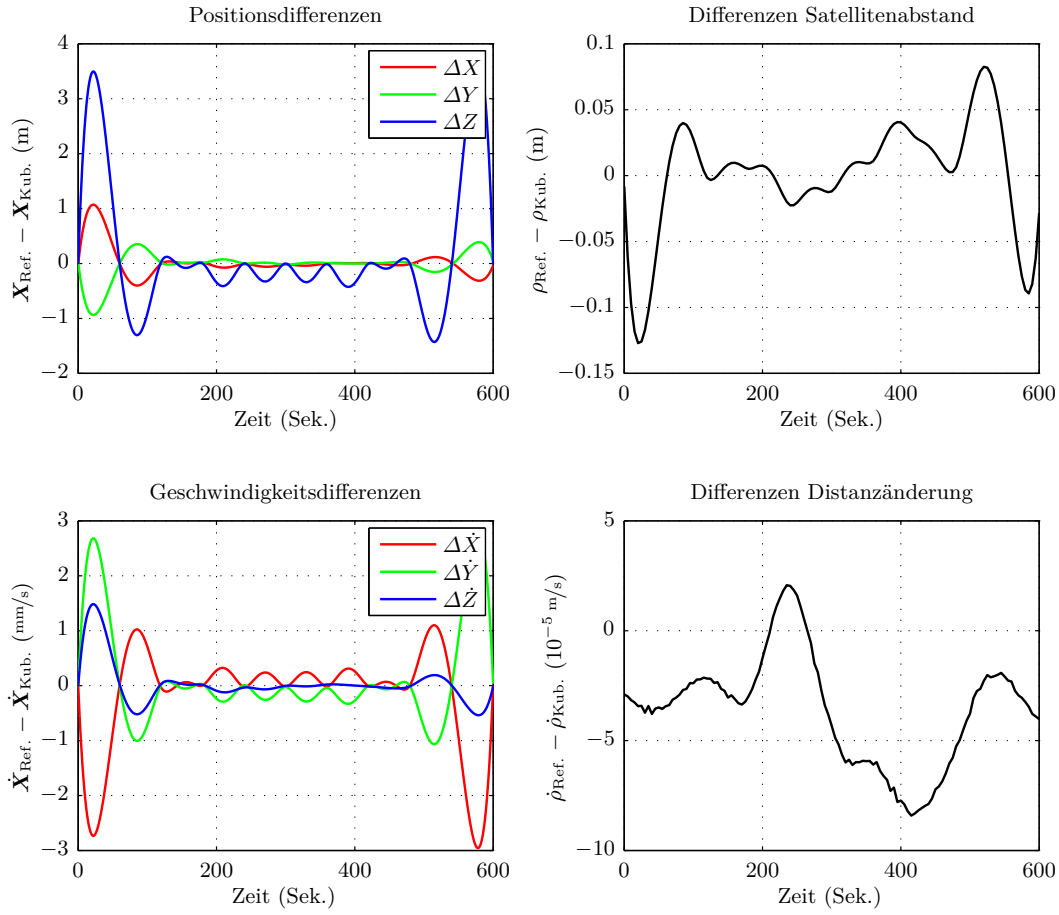 Positionsdifferenzen
4
3
2
1
0
−1
−2
0
200
400
600
Zeit (Sek.)
X_Ref. − X_Kub. (m)
ΔX
ΔY
ΔZ
Differenzen Satellitenabstand
0.1
0.05
0
−0.05
−0.1
−0.15
0
200
400
600
Zeit (Sek.)
ρ_Ref. − ρ_Kub. (m)
Geschwindigkeitsdifferenzen
3
2
1
0
−1
−2
−3
0
200
400
600
Zeit (Sek.)
Ẋ_Ref. − Ẋ_Kub. (mm/s)
ΔẊ
ΔẎ
ΔŻ
Differenzen Distanzänderung
5
0
−5
−10
0
200
400
600
Zeit (Sek.)
ρ̇_Ref. − ρ̇_Kub. (10⁻⁵ m/s)